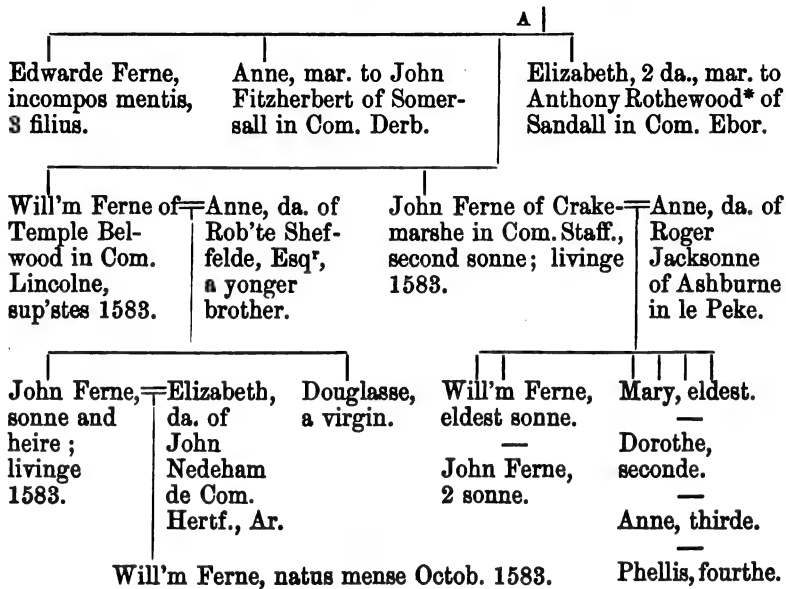 A
Edwarde Ferne,
incompos mentis,
3 filius.
Anne, mar. to John
Fitzherbert of Somer-
sall in Com. Derb.
Elizabeth, 2 da., mar. to
Anthony Rothewood* of
Sandall in Com. Ebor.
Will'm Ferne of
Temple Bel-
wood in Com.
Lincolne,
sup'stes 1583.
Anne, da. of
Rob'te Shef-
felde, Esqʳ,
a yonger
brother.
John Ferne of Crake-
marshe in Com. Staff.,
second sonne; livinge
1583.
Anne, da. of
Roger
Jacksonne
of Ashburne
in le Peke.
John Ferne,
sonne and
heire;
livinge
1583.
Elizabeth,
da. of
John
Nedeham
de Com.
Hertf., Ar.
Douglasse,
a virgin.
Will'm Ferne,
eldest sonne.
—
John Ferne,
2 sonne.
Mary, eldest.
—
Dorothe,
seconde.
—
Anne, thirde.
—
Phellis, fourthe.
Will'm Ferne, natus mense Octob. 1583.